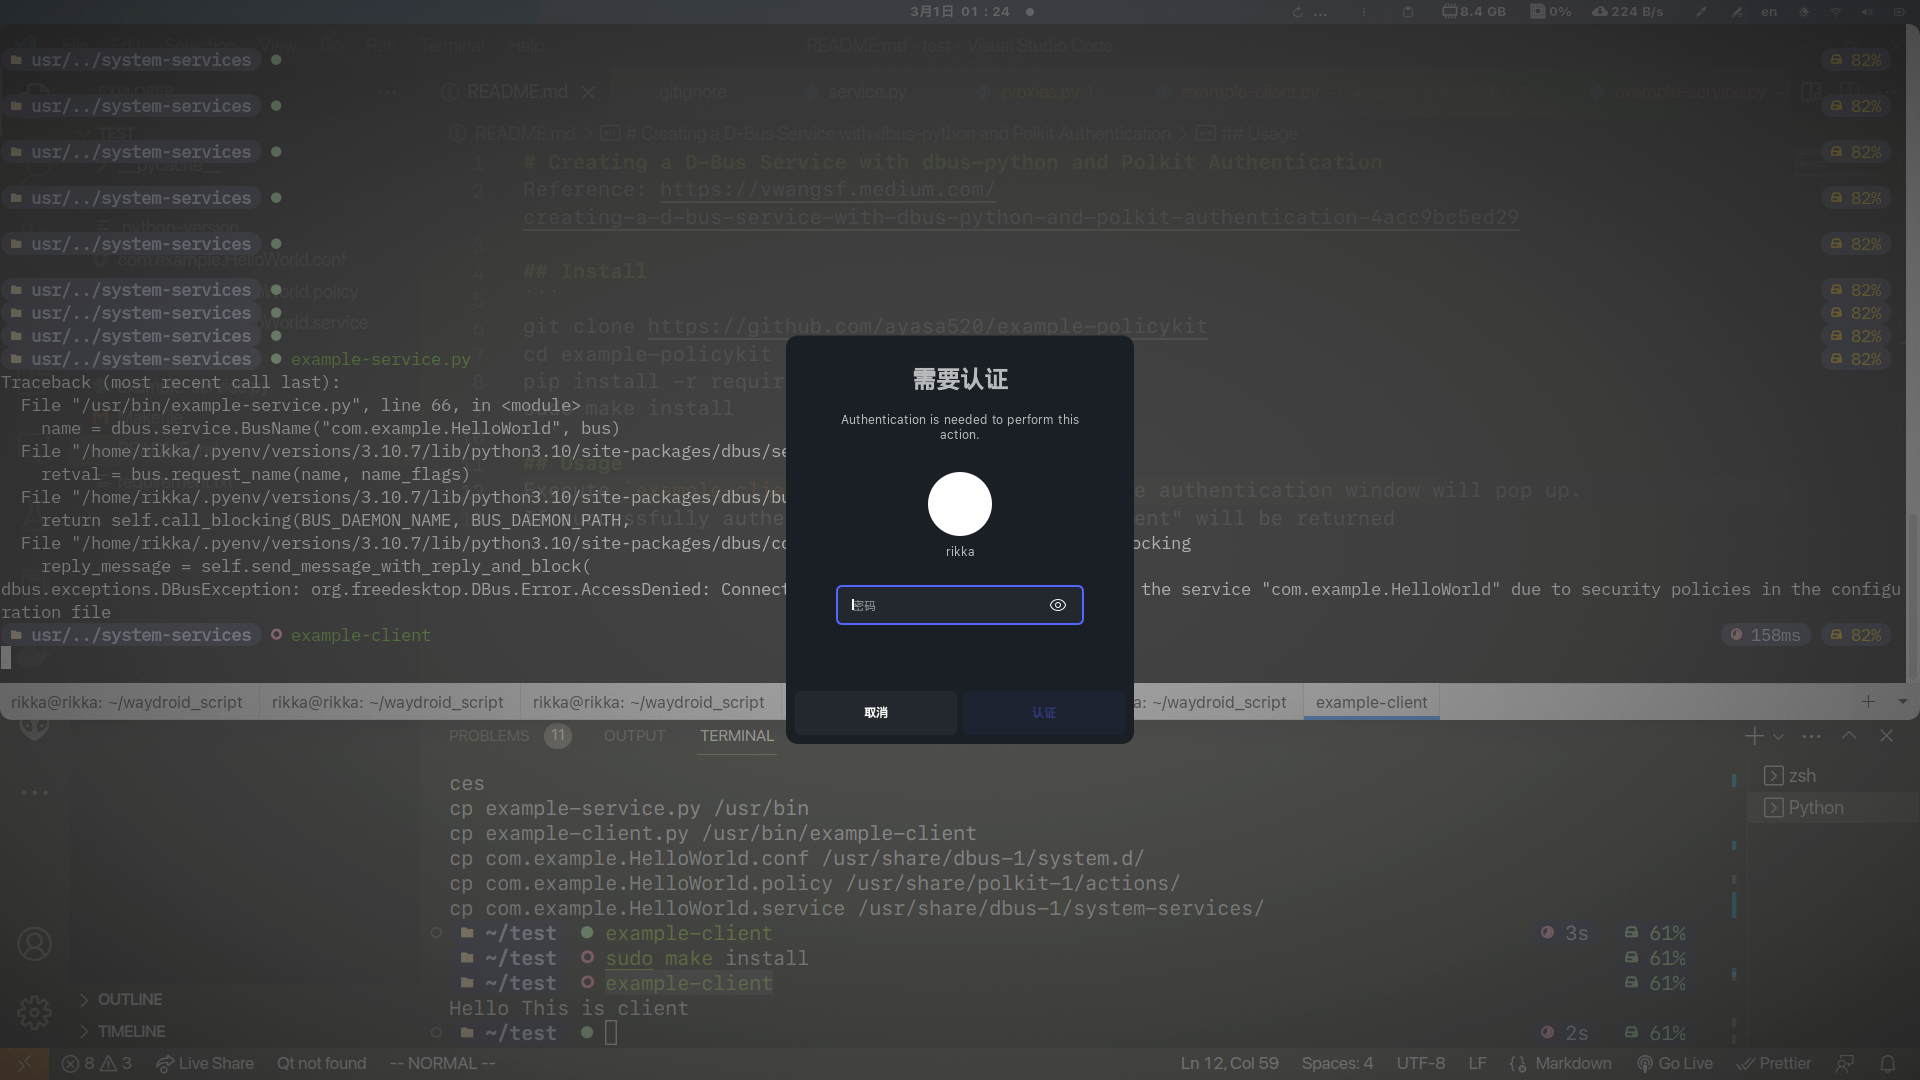 3月1日 01：24
...
8.4 GB
0%
224 B/s
en
File Edit Selection View Go Run Terminal Help
README.md - test - Visual Studio Code
usr/../system-services
82%
EXPLORER
README.md
.gitignore
service.py
proxies.py 1
example-client.py
example-service.py
usr/../system-services
82%
TEST
README.md > # Creating a D-Bus Service with dbus-python and Polkit Authentication > ## Usage
usr/../system-services
82%
__pycache__
1 # Creating a D-Bus Service with dbus-python and Polkit Authentication
2 Reference: https://vwangsf.medium.com/
creating-a-d-bus-service-with-dbus-python-and-polkit-authentication-4acc9bc5ed29
usr/../system-services
82%
.python-version
3
usr/../system-services
82%
com.example.HelloWorld.conf
4 ## Install
5 ```
usr/../system-services
82%
usr/../system-services
82%
6 git clone https://github.com/ayasa520/example-policykit
usr/../system-services
82%
7 cd example-policykit
usr/../system-services example-service.py
82%
8 pip install -r requir
make install
## Usage
e authentication window will pop up.
ssfully authe
ent" will be returned
Traceback (most recent call last):
File "/usr/bin/example-service.py", line 66, in <module>
name = dbus.service.BusName("com.example.HelloWorld", bus)
File "/home/rikka/.pyenv/versions/3.10.7/lib/python3.10/site-packages/dbus/se
retval = bus.request_name(name, name_flags)
File "/home/rikka/.pyenv/versions/3.10.7/lib/python3.10/site-packages/dbus/bu
return self.call_blocking(BUS_DAEMON_NAME, BUS_DAEMON_PATH,
File "/home/rikka/.pyenv/versions/3.10.7/lib/python3.10/site-packages/dbus/co
ocking
reply_message = self.send_message_with_reply_and_block(
dbus.exceptions.DBusException: org.freedesktop.DBus.Error.AccessDenied: Connect
the service "com.example.HelloWorld" due to security policies in the configu
ration file
usr/../system-services example-client
158ms
82%
需要认证
Authentication is needed to perform this
action.
rikka
密码
取消
认证
rikka@rikka: ~/waydroid_script
rikka@rikka: ~/waydroid_script
rikka@rikka: ~/waydroid_script
a: ~/waydroid_script
example-client
PROBLEMS 11 OUTPUT TERMINAL
zsh
Python
ces
cp example-service.py /usr/bin
cp example-client.py /usr/bin/example-client
cp com.example.HelloWorld.conf /usr/share/dbus-1/system.d/
cp com.example.HelloWorld.policy /usr/share/polkit-1/actions/
cp com.example.HelloWorld.service /usr/share/dbus-1/system-services/
~/test example-client
3s 61%
~/test sudo make install
61%
~/test example-client
61%
Hello This is client
~/test
2s 61%
OUTLINE
TIMELINE
8 3 Live Share Qt not found -- NORMAL --
Ln 12, Col 59 Spaces: 4 UTF-8 LF Markdown Go Live Prettier